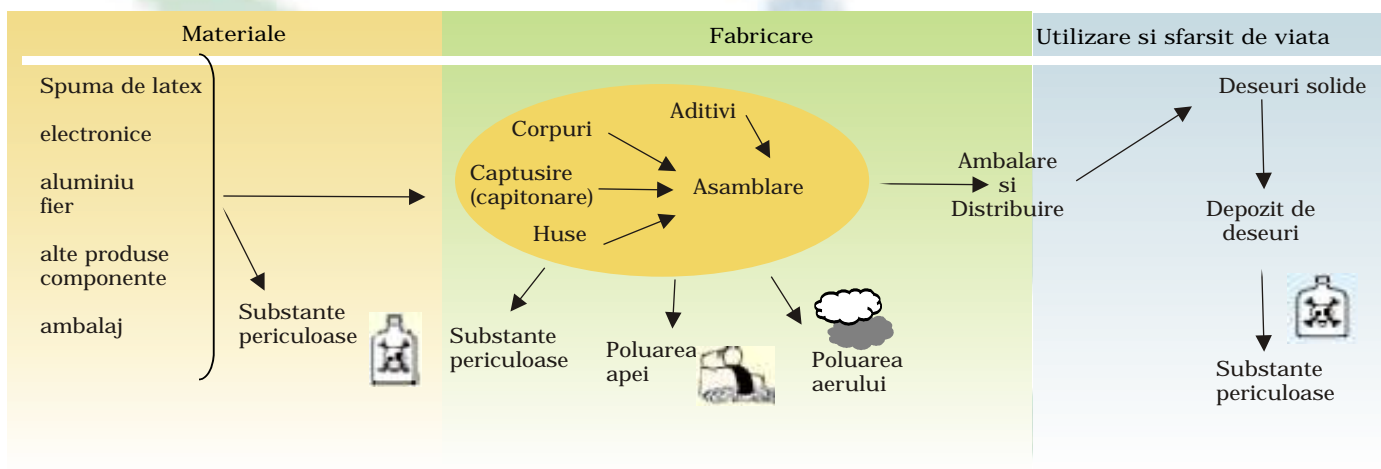 Materiale
Fabricare
Utilizare si sfarsit de viata
Spuma de latex
electronice
aluminiu
fier
alte produse
componente
ambalaj
Substante
periculoase
Corpuri
Aditivi
Captusire
(capitonare)
Asamblare
Huse
Substante
periculoase
Poluarea
apei
Poluarea
aerului
Ambalare
si
Distribuire
Deseuri solide
Depozit de
deseuri
Substante
periculoase